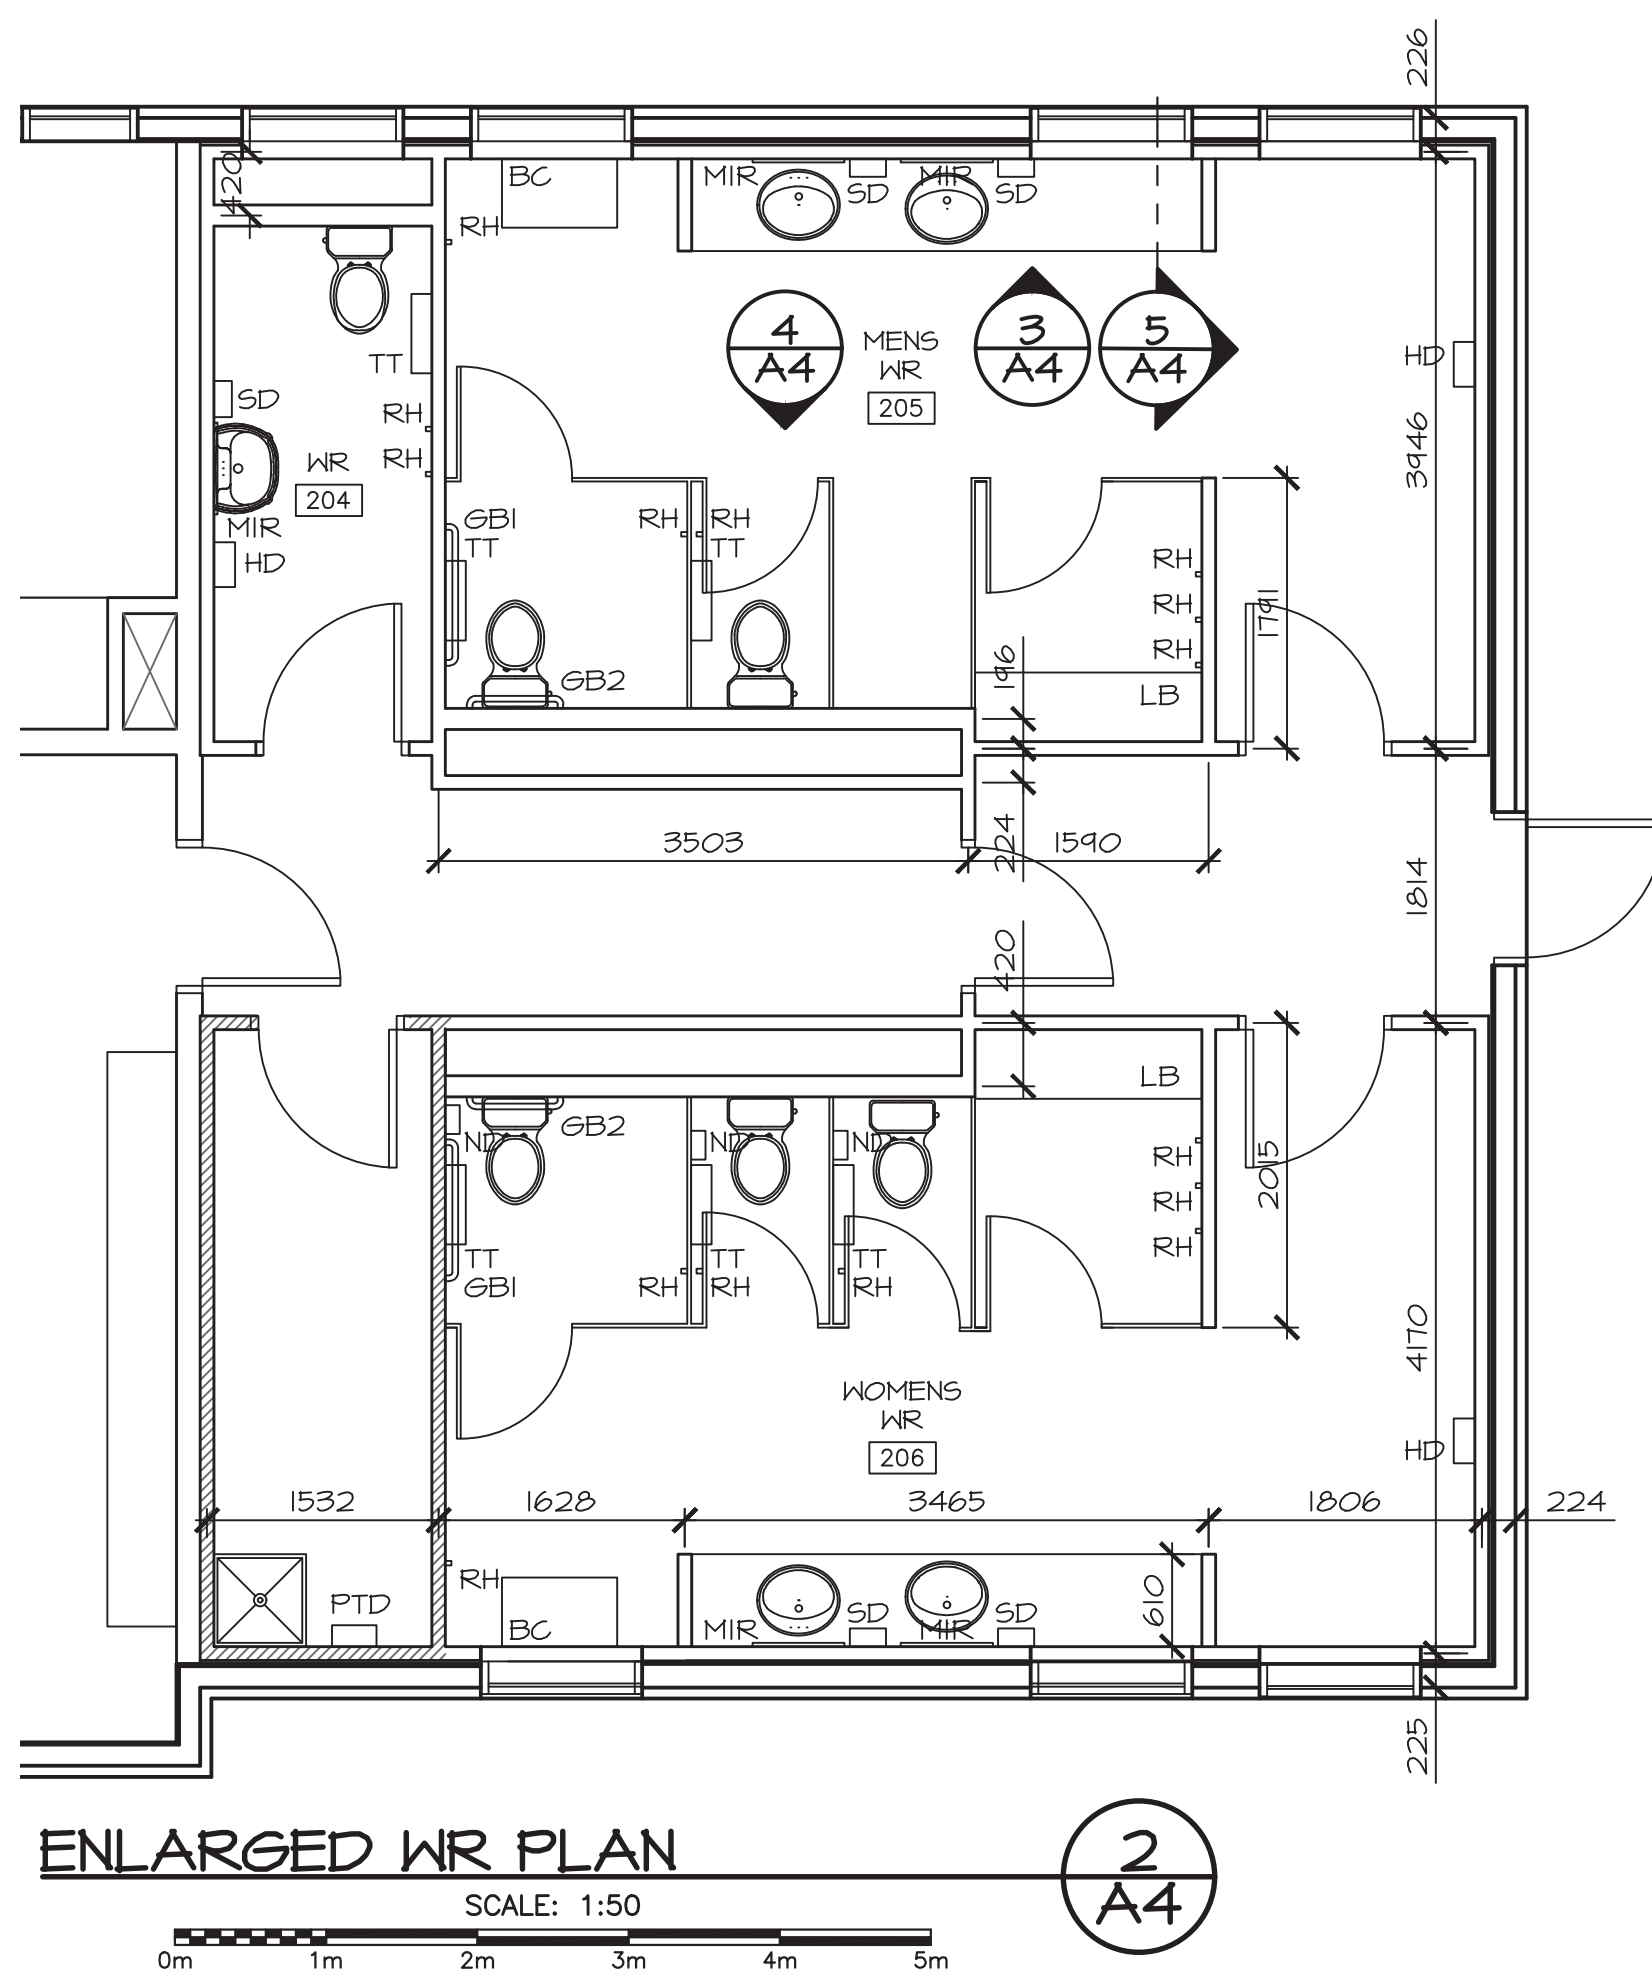 226
420
BC
MIR
SD
MIR
SD
RH
4
A4
MENS
WR
205
3
A4
5
A4
HD
TT
SD
RH
RH
WR
204
MIR
HD
3946
GB1
TT
RH
RH
TT
RH
RH
RH
1791
196
GB2
LB
3503
224
1590
1814
420
LB
GB2
ND
ND
ND
RH
RH
RH
2015
TT
GB1
RH
TT
RH
TT
RH
4170
WOMENS
WR
206
HD
1532
1628
3465
1806
224
RH
PTD
BC
MIR
SD
MIR
SD
610
225
ENLARGED WR PLAN
2
A4
SCALE: 1:50
0m 1m 2m 3m 4m 5m